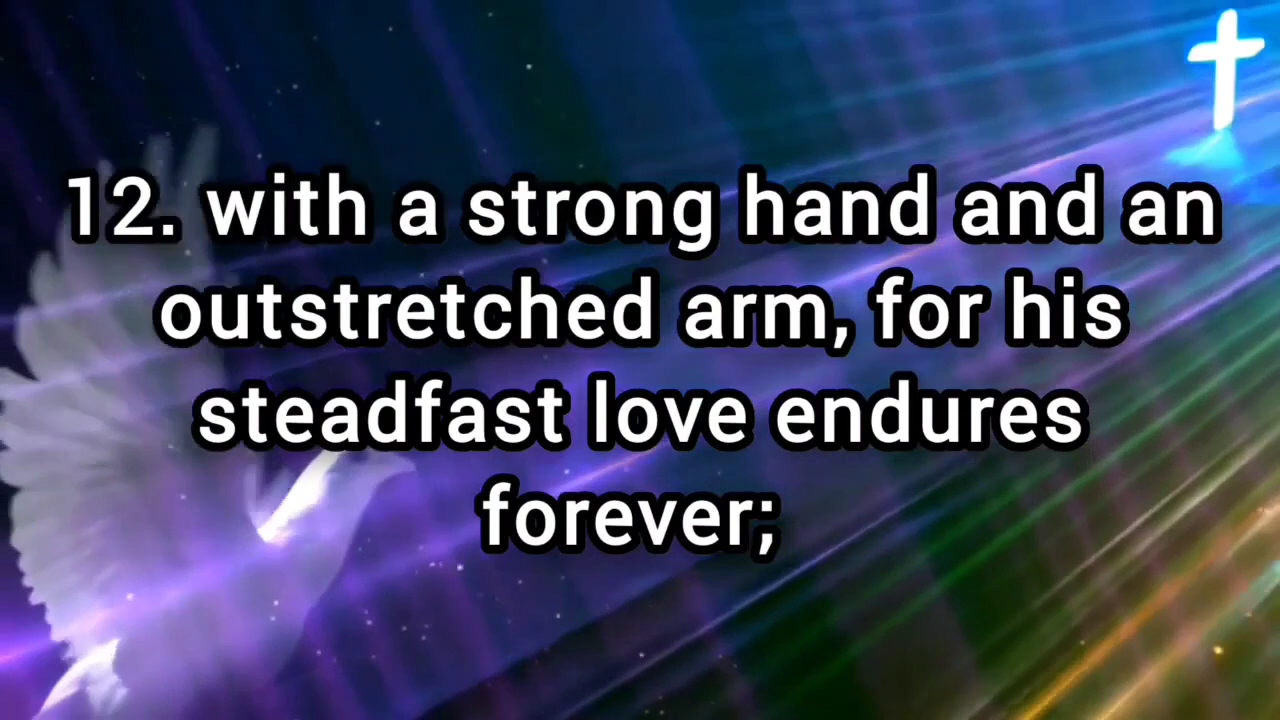 12. with a strong hand and an
outstretched arm, for his
steadfast love endures
forever;